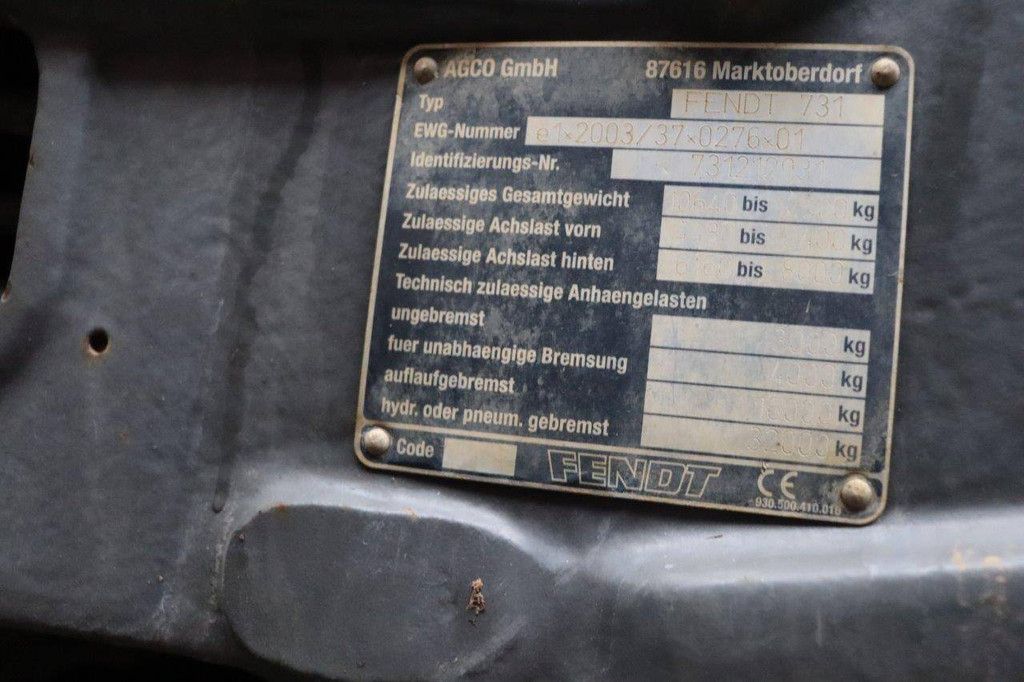 AGCO GmbH 87616 Marktoberdorf
Typ FENDT 731
EWG-Nummer e1*2003/37*0276*01
Identifizierungs-Nr.
Zulaessiges Gesamtgewicht bis kg
Zulaessige Achslast vorn bis kg
Zulaessige Achslast hinten bis kg
Technisch zulaessige Anhaengelasten
ungebremst kg
fuer unabhaengige Bremsung kg
auflaufgebremst kg
hydr. oder pneum. gebremst kg
Code FENDT CE
930.500.410.019